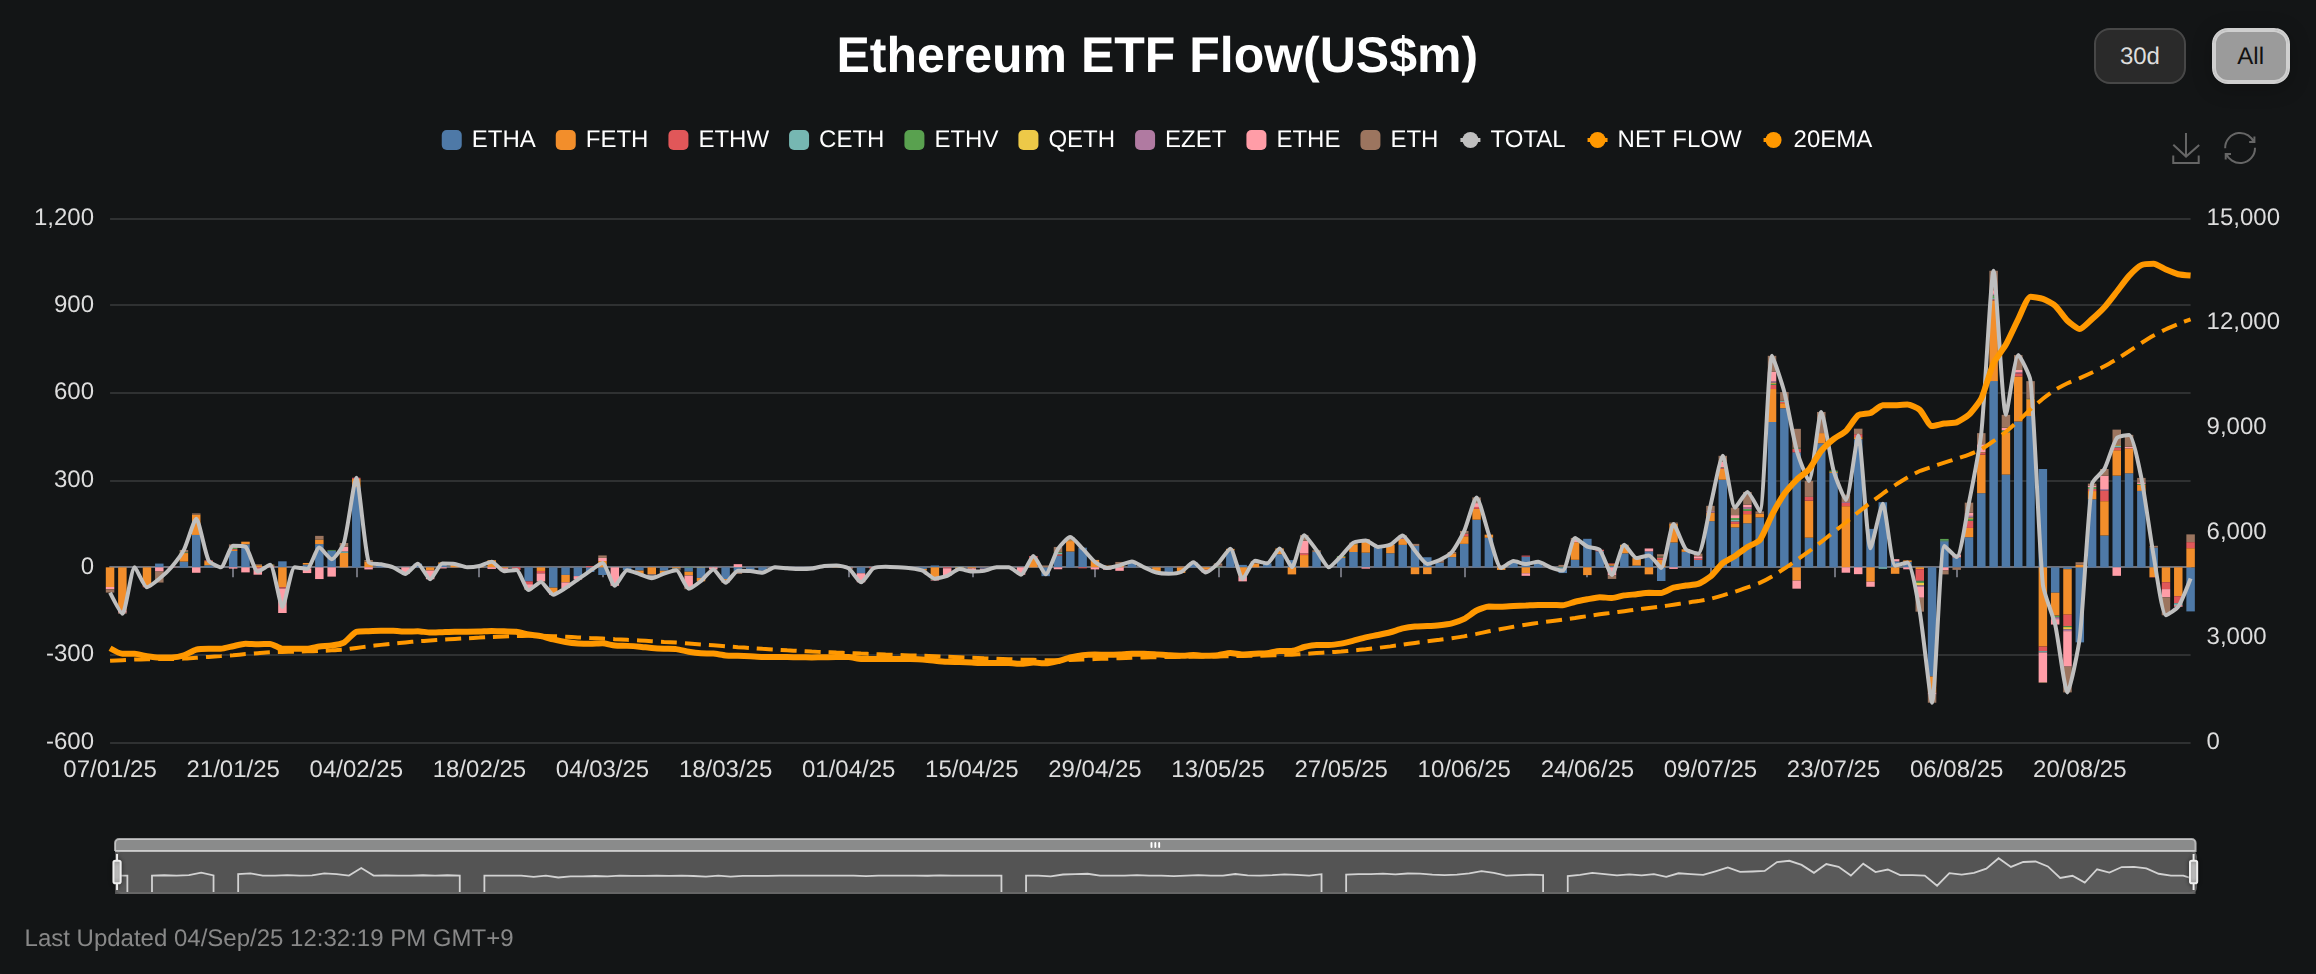 Ethereum ETF Flow(US$m)
30d
All
ETHA FETH ETHW CETH ETHV QETH EZET ETHE ETH TOTAL NET FLOW 20EMA
1,200
900
600
300
0
-300
-600
15,000
12,000
9,000
6,000
3,000
0
07/01/25 21/01/25 04/02/25 18/02/25 04/03/25 18/03/25 01/04/25 15/04/25 29/04/25 13/05/25 27/05/25 10/06/25 24/06/25 09/07/25 23/07/25 06/08/25 20/08/25
Last Updated 04/Sep/25 12:32:19 PM GMT+9